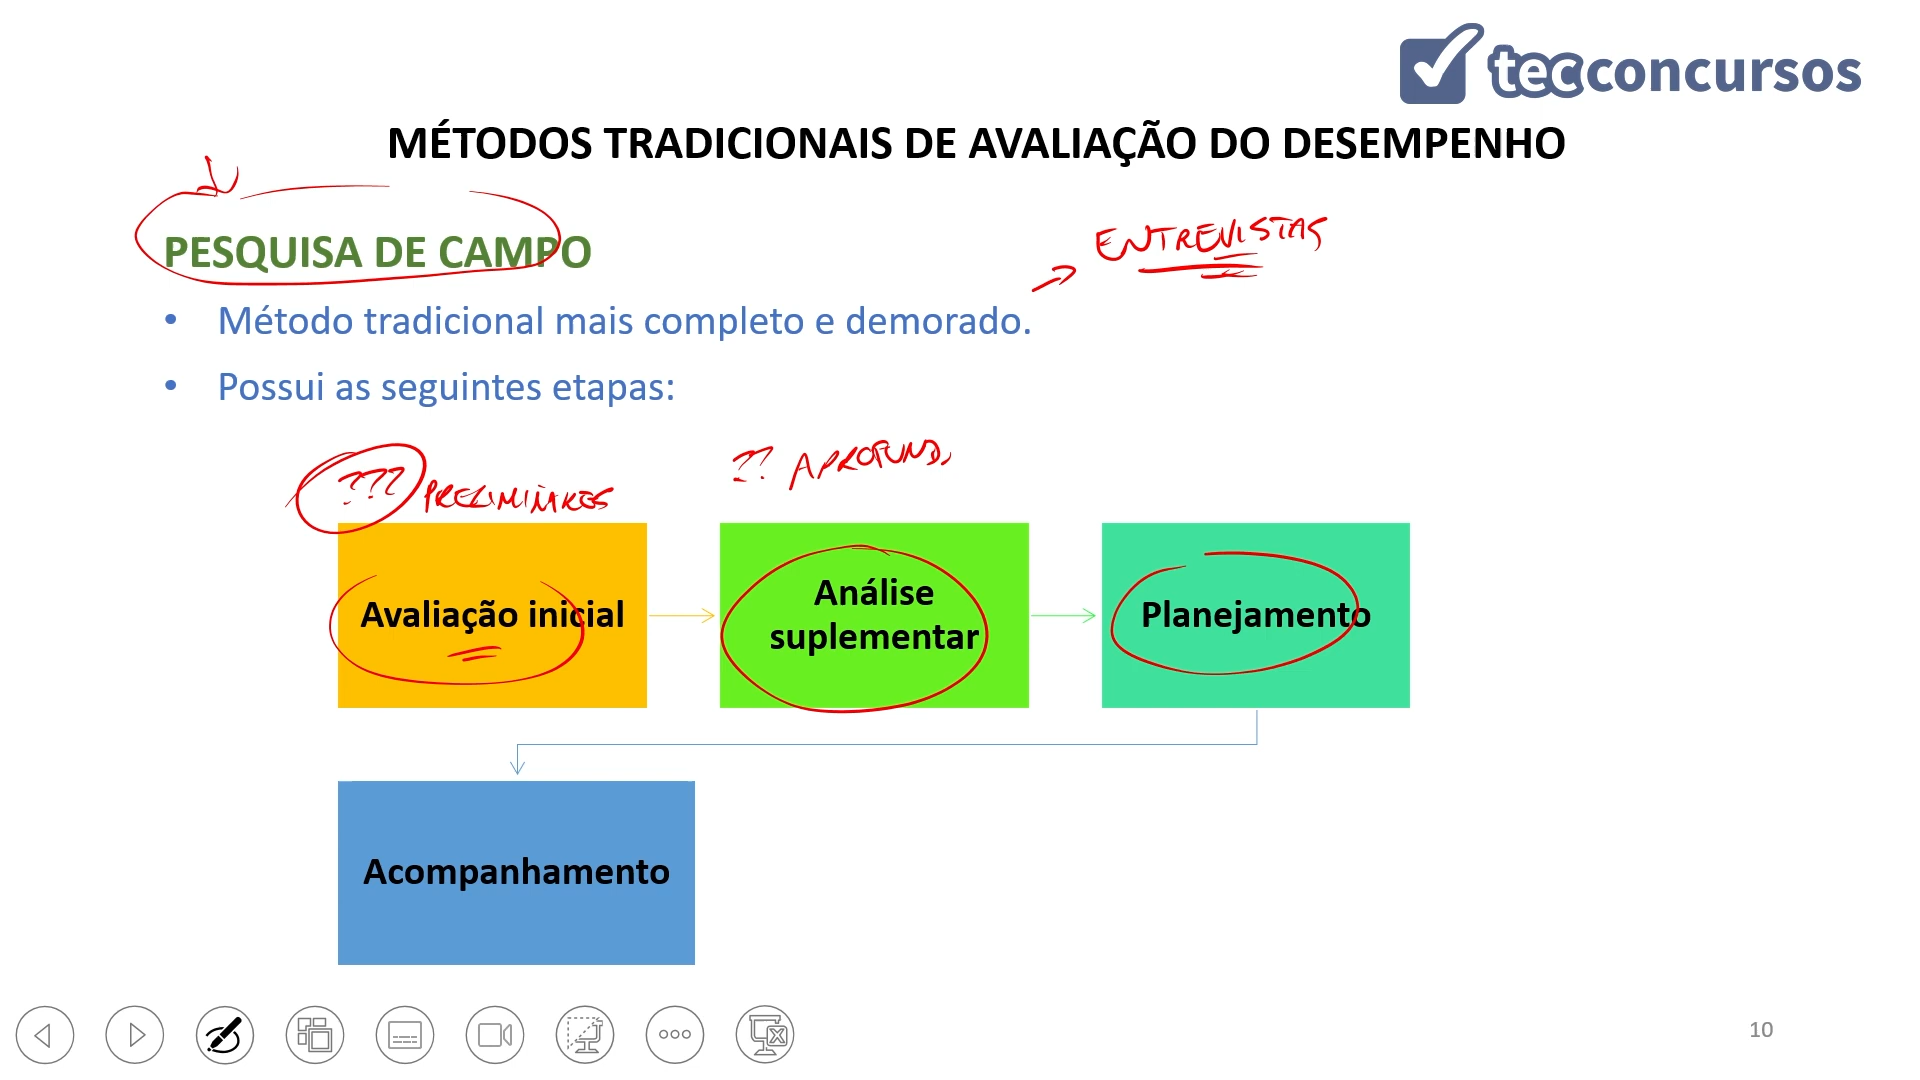 tecconcursos
MÉTODOS TRADICIONAIS DE AVALIAÇÃO DO DESEMPENHO
PESQUISA DE CAMPO
ENTREVISTAS
• Método tradicional mais completo e demorado.
• Possui as seguintes etapas:
??? PRELIMINARES
?? APROFUND.
Avaliação inicial
Análise
suplementar
Planejamento
Acompanhamento
10